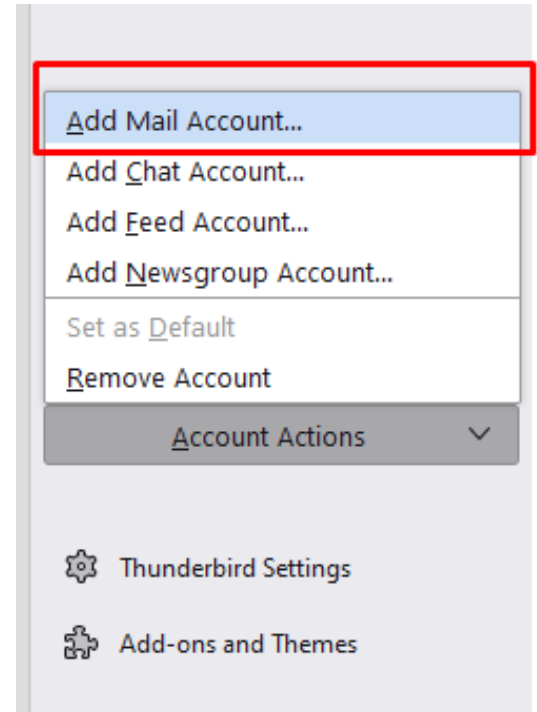 Add Mail Account...
Add Chat Account...
Add Feed Account...
Add Newsgroup Account...
Set as Default
Remove Account
Account Actions
Thunderbird Settings
Add-ons and Themes